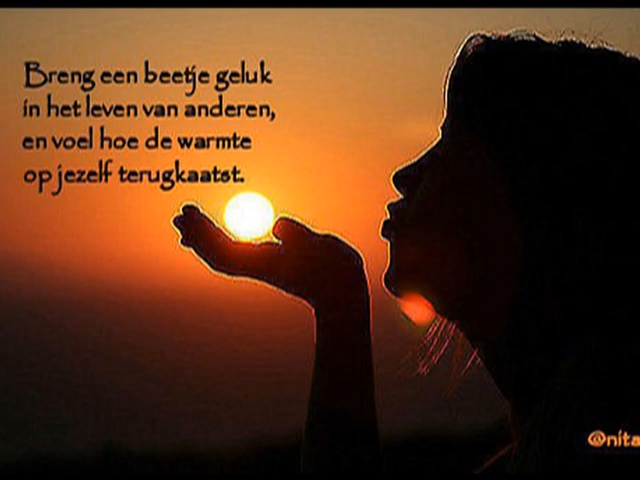 Breng een beetje geluk
in het leven van anderen,
en voel hoe de warmte
op jezelf terugkaatst.
@nita